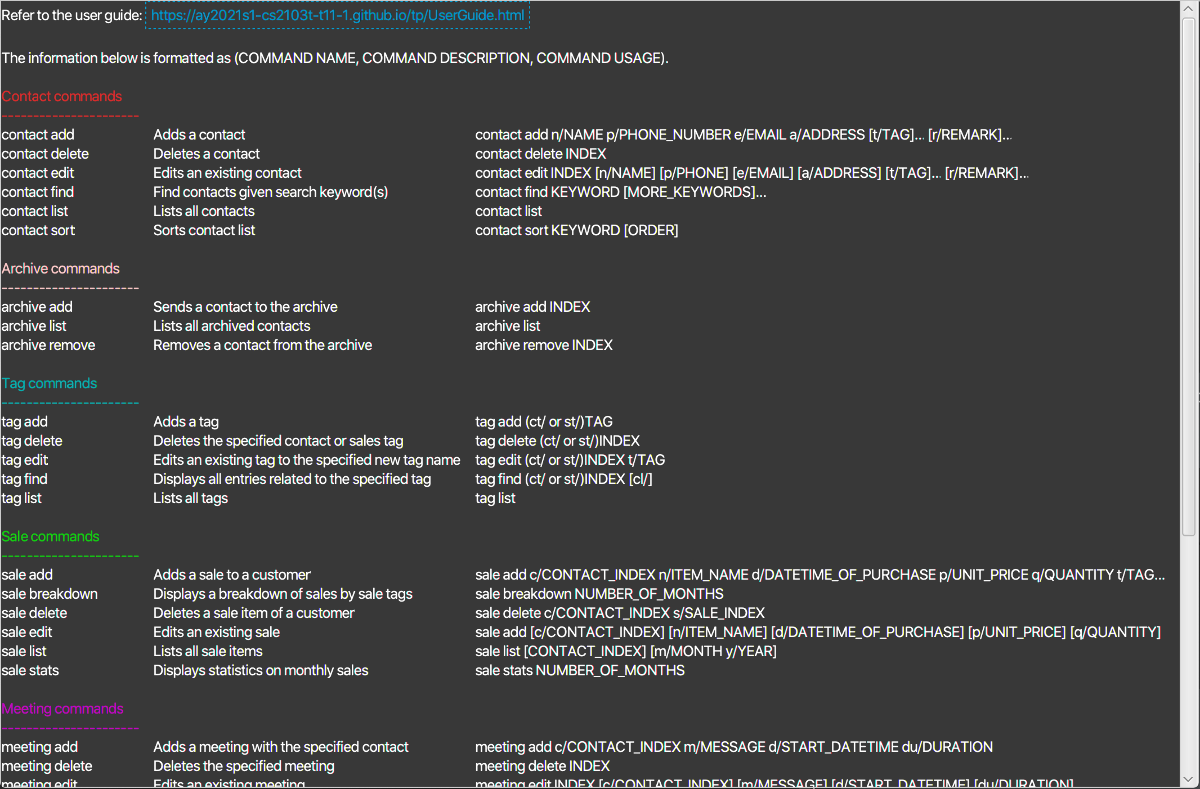 Refer to the user guide: https://ay2021s1-cs2103t-t11-1.github.io/tp/UserGuide.html
The information below is formatted as (COMMAND NAME, COMMAND DESCRIPTION, COMMAND USAGE).
Contact commands
----------------------
contact add Adds a contact contact add n/NAME p/PHONE_NUMBER e/EMAIL a/ADDRESS [t/TAG]... [r/REMARK]...
contact delete Deletes a contact contact delete INDEX
contact edit Edits an existing contact contact edit INDEX [n/NAME] [p/PHONE] [e/EMAIL] [a/ADDRESS] [t/TAG]... [r/REMARK]...
contact find Find contacts given search keyword(s) contact find KEYWORD [MORE_KEYWORDS]...
contact list Lists all contacts contact list
contact sort Sorts contact list contact sort KEYWORD [ORDER]
Archive commands
----------------------
archive add Sends a contact to the archive archive add INDEX
archive list Lists all archived contacts archive list
archive remove Removes a contact from the archive archive remove INDEX
Tag commands
----------------------
tag add Adds a tag tag add (ct/ or st/)TAG
tag delete Deletes the specified contact or sales tag tag delete (ct/ or st/)INDEX
tag edit Edits an existing tag to the specified new tag name tag edit (ct/ or st/)INDEX t/TAG
tag find Displays all entries related to the specified tag tag find (ct/ or st/)INDEX [cl/]
tag list Lists all tags tag list
Sale commands
----------------------
sale add Adds a sale to a customer sale add c/CONTACT_INDEX n/ITEM_NAME d/DATETIME_OF_PURCHASE p/UNIT_PRICE q/QUANTITY t/TAG...
sale breakdown Displays a breakdown of sales by sale tags sale breakdown NUMBER_OF_MONTHS
sale delete Deletes a sale item of a customer sale delete c/CONTACT_INDEX s/SALE_INDEX
sale edit Edits an existing sale sale add [c/CONTACT_INDEX] [n/ITEM_NAME] [d/DATETIME_OF_PURCHASE] [p/UNIT_PRICE] [q/QUANTITY]
sale list Lists all sale items sale list [CONTACT_INDEX] [m/MONTH y/YEAR]
sale stats Displays statistics on monthly sales sale stats NUMBER_OF_MONTHS
Meeting commands
----------------------
meeting add Adds a meeting with the specified contact meeting add c/CONTACT_INDEX m/MESSAGE d/START_DATETIME du/DURATION
meeting delete Deletes the specified meeting meeting delete INDEX
meeting edit Edits an existing meeting meeting edit INDEX [c/CONTACT_INDEX] [m/MESSAGE] [d/START_DATETIME] [du/DURATION]